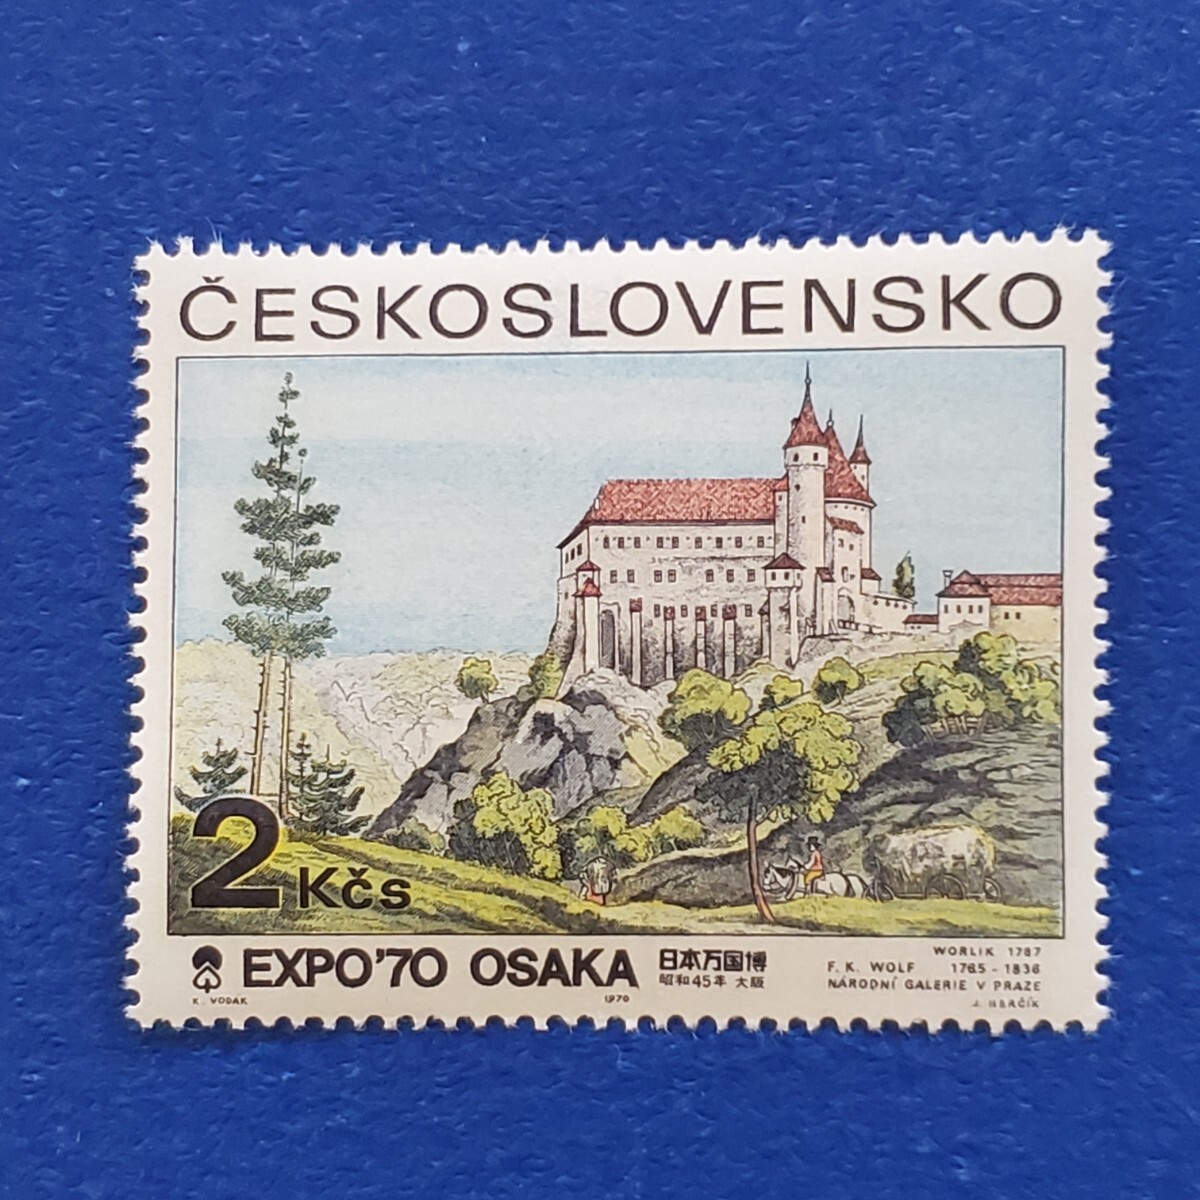 ČESKOSLOVENSKO
2 Kčs
EXPO'70 OSAKA
日本万国博
昭和45年 大阪
K. VODAK
1970
WORLIK 1787
F. K. WOLF 1765 - 1836
NÁRODNÍ GALERIE V PRAZE
J. HERČÍK